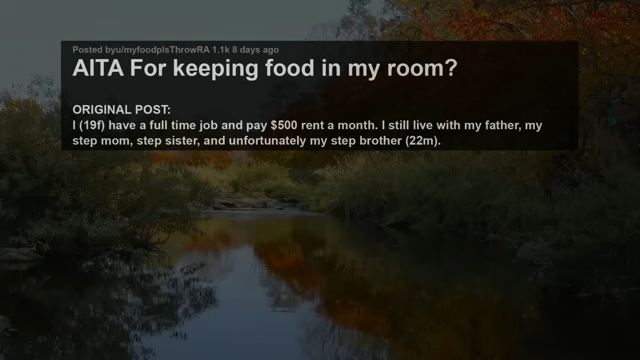 Posted byu/myfoodplsThrowRA 1.1k 8 days ago
AITA For keeping food in my room?
ORIGINAL POST:
I (19f) have a full time job and pay $500 rent a month. I still live with my father, my
step mom, step sister, and unfortunately my step brother (22m).